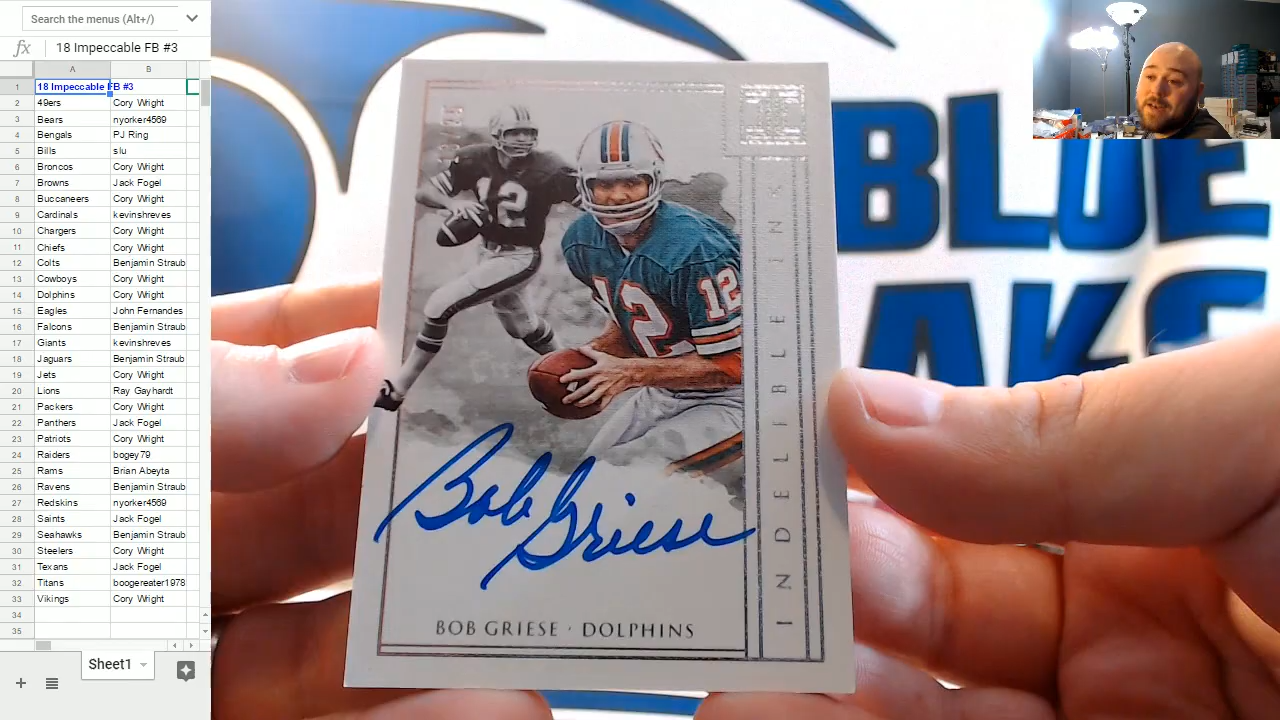 Search the menus (Alt+/)
fx 18 Impeccable FB #3
A B
1 18 Impeccable FB #3
2 49ers Cory Wright
3 Bears nyorker4569
4 Bengals PJ Ring
5 Bills slu
6 Broncos Cory Wright
7 Browns Jack Fogel
8 Buccaneers Cory Wright
9 Cardinals kevinshreves
10 Chargers Cory Wright
11 Chiefs Cory Wright
12 Colts Benjamin Straub
13 Cowboys Cory Wright
14 Dolphins Cory Wright
15 Eagles John Fernandes
16 Falcons Benjamin Straub
17 Giants kevinshreves
18 Jaguars Benjamin Straub
19 Jets Cory Wright
20 Lions Jay Gayhardt
21 Packers Cory Wright
22 Panthers Jack Fogel
23 Patriots Cory Wright
24 Raiders jorgey79
25 Rams Brian Abeyta
26 Ravens Benjamin Straub
27 Redskins nyorker4569
28 Saints Jack Fogel
29 Seahawks Benjamin Straub
30 Steelers Cory Wright
31 Texans Jack Fogel
32 Titans boogereater1978
33 Vikings Cory Wright
34
35
Sheet1
BLUE
AKE
12
12
12
INDELIBLE INK
Bob Griese
BOB GRIESE · DOLPHINS